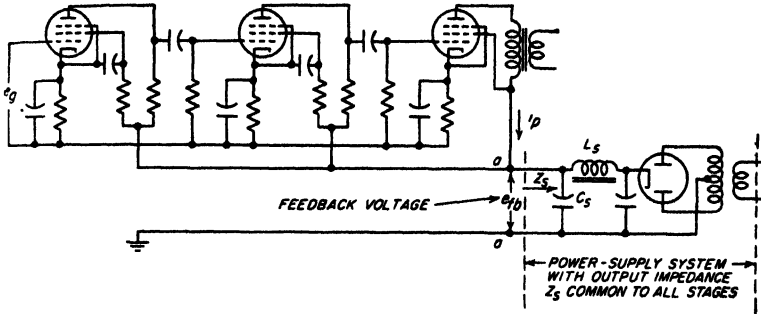 eg
ip
Ls
a
Zs
FEEDBACK VOLTAGE
efb
Cs
a
POWER-SUPPLY SYSTEM
WITH OUTPUT IMPEDANCE
Zs COMMON TO ALL STAGES